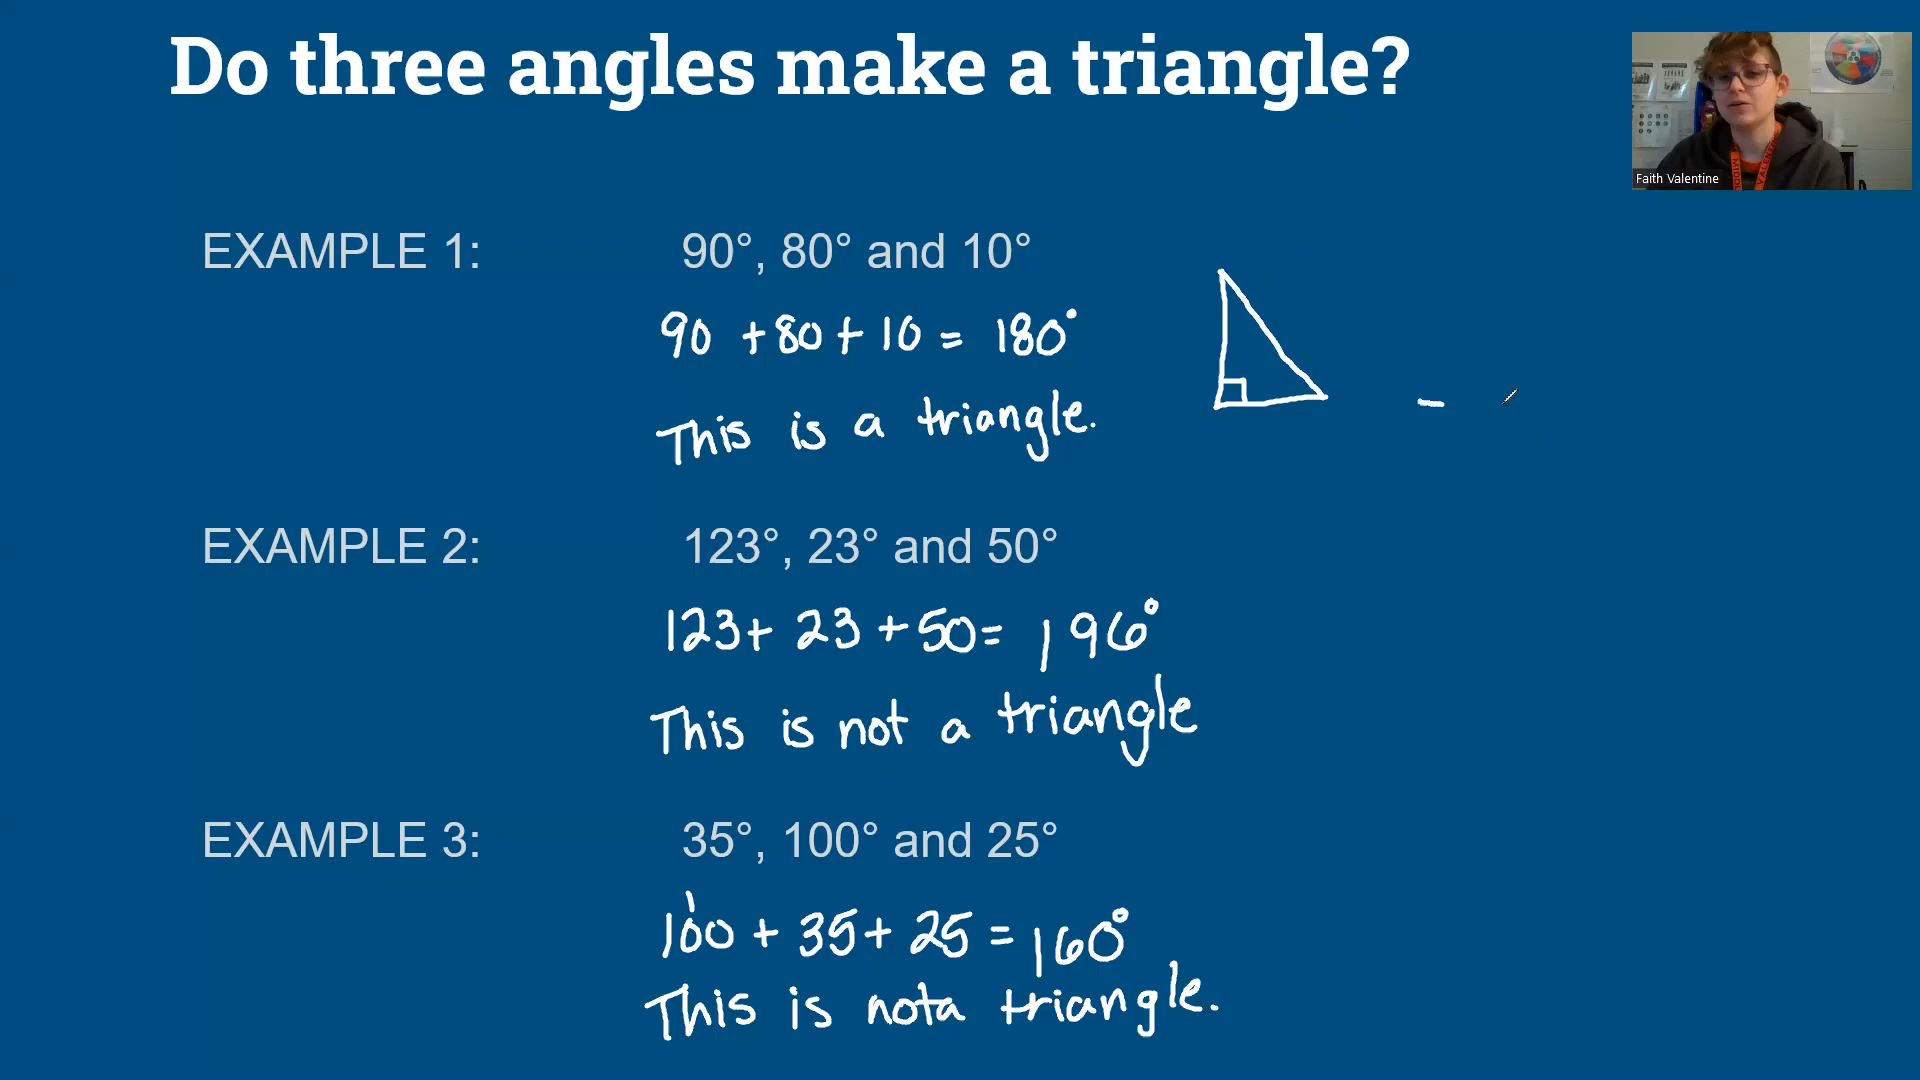 Do three angles make a triangle?
Faith Valentine
EXAMPLE 1: 90°, 80° and 10°
90 + 80 + 10 = 180°
This is a triangle.
EXAMPLE 2: 123°, 23° and 50°
123 + 23 + 50 = 196°
This is not a triangle
EXAMPLE 3: 35°, 100° and 25°
1
100 + 35 + 25 = 160°
This is not a triangle.